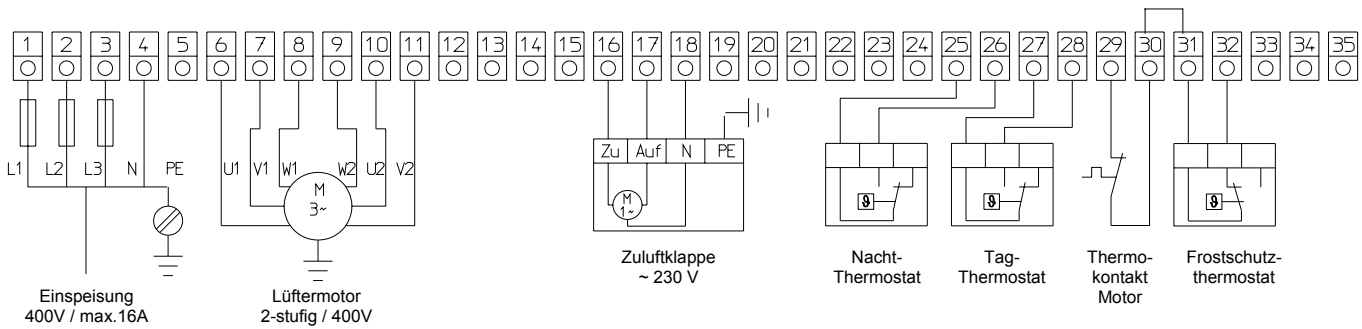 1 2 3 4 5 6 7 8 9 10 11 12 13 14 15 16 17 18 19 20 21 22 23 24 25 26 27 28 29 30 31 32 33 34 35
L1 L2 L3 N PE U1 V1 W1 W2 U2 V2
Zu Auf N PE
M
3~
M
1~
ϑ ϑ ϑ
Einspeisung
400V / max.16A
Lüftermotor
2-stufig / 400V
Zuluftklappe
~ 230 V
Nacht-
Thermostat
Tag-
Thermostat
Thermo-
kontakt
Motor
Frostschutz-
thermostat